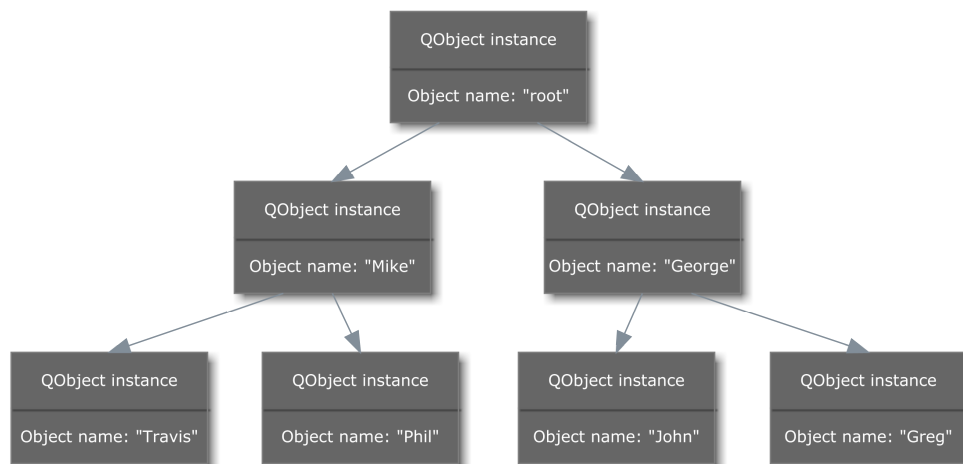 QObject instance
Object name: "root"
QObject instance
Object name: "Mike"
QObject instance
Object name: "George"
QObject instance
Object name: "Travis"
QObject instance
Object name: "Phil"
QObject instance
Object name: "John"
QObject instance
Object name: "Greg"